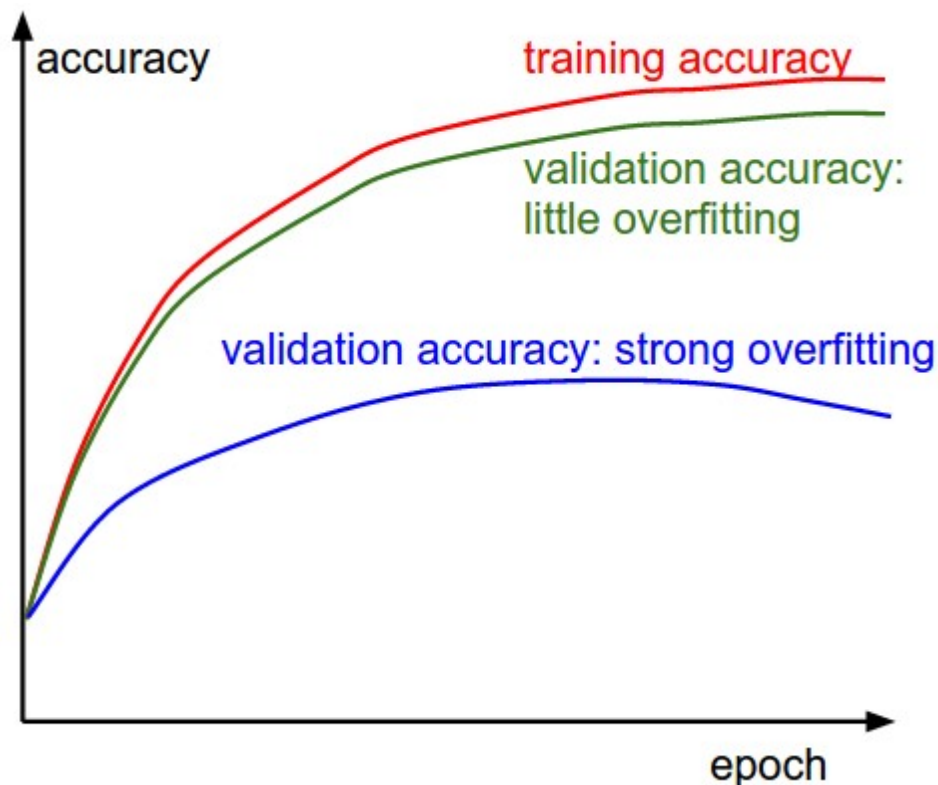 accuracy
training accuracy
validation accuracy:
little overfitting
validation accuracy: strong overfitting
epoch